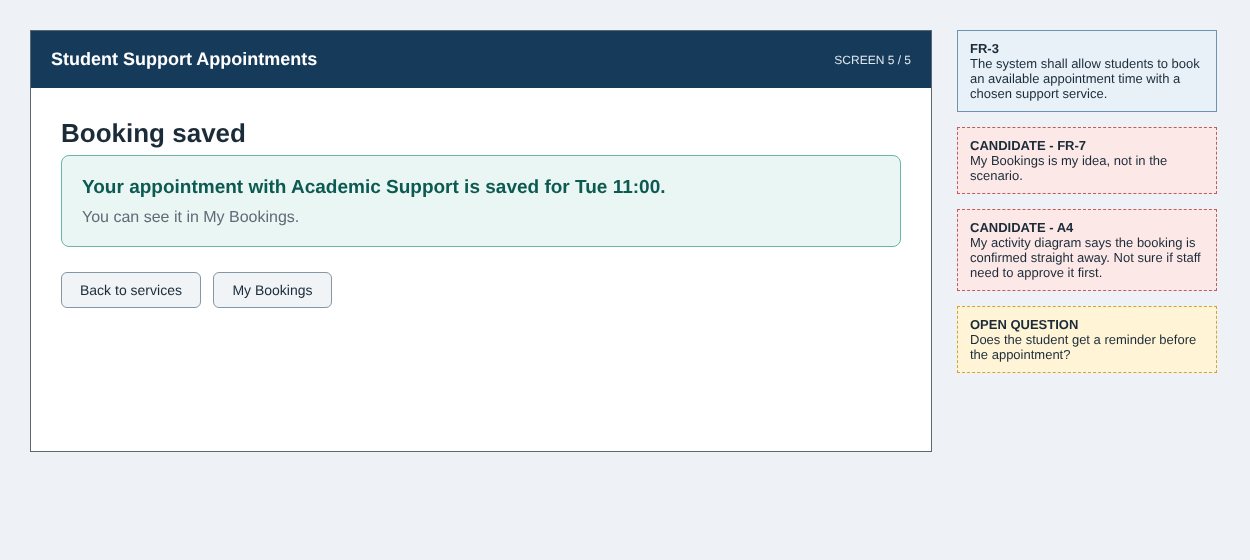 Student Support Appointments
SCREEN 5 / 5
Booking saved
Your appointment with Academic Support is saved for Tue 11:00.
You can see it in My Bookings.
Back to services
My Bookings
FR-3
The system shall allow students to book
an available appointment time with a
chosen support service.
CANDIDATE - FR-7
My Bookings is my idea, not in the
scenario.
CANDIDATE - A4
My activity diagram says the booking is
confirmed straight away. Not sure if staff
need to approve it first.
OPEN QUESTION
Does the student get a reminder before
the appointment?